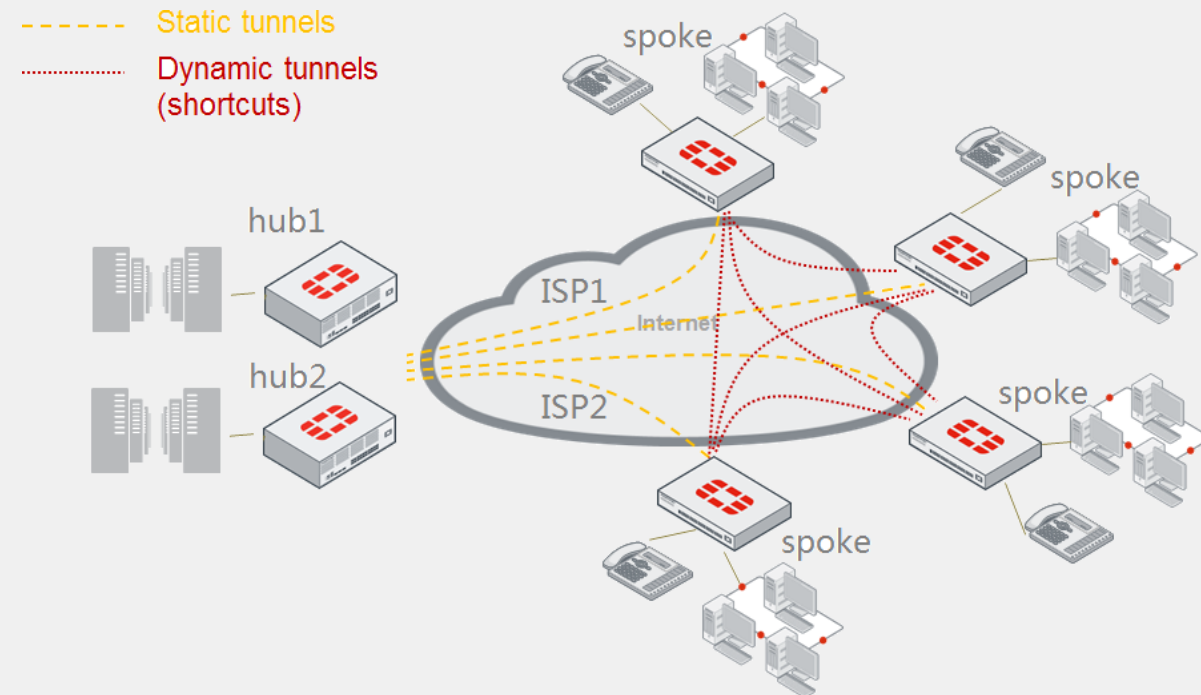 Static tunnels
Dynamic tunnels
(shortcuts)
spoke
spoke
hub1
ISP1
Internet
hub2
ISP2
spoke
spoke